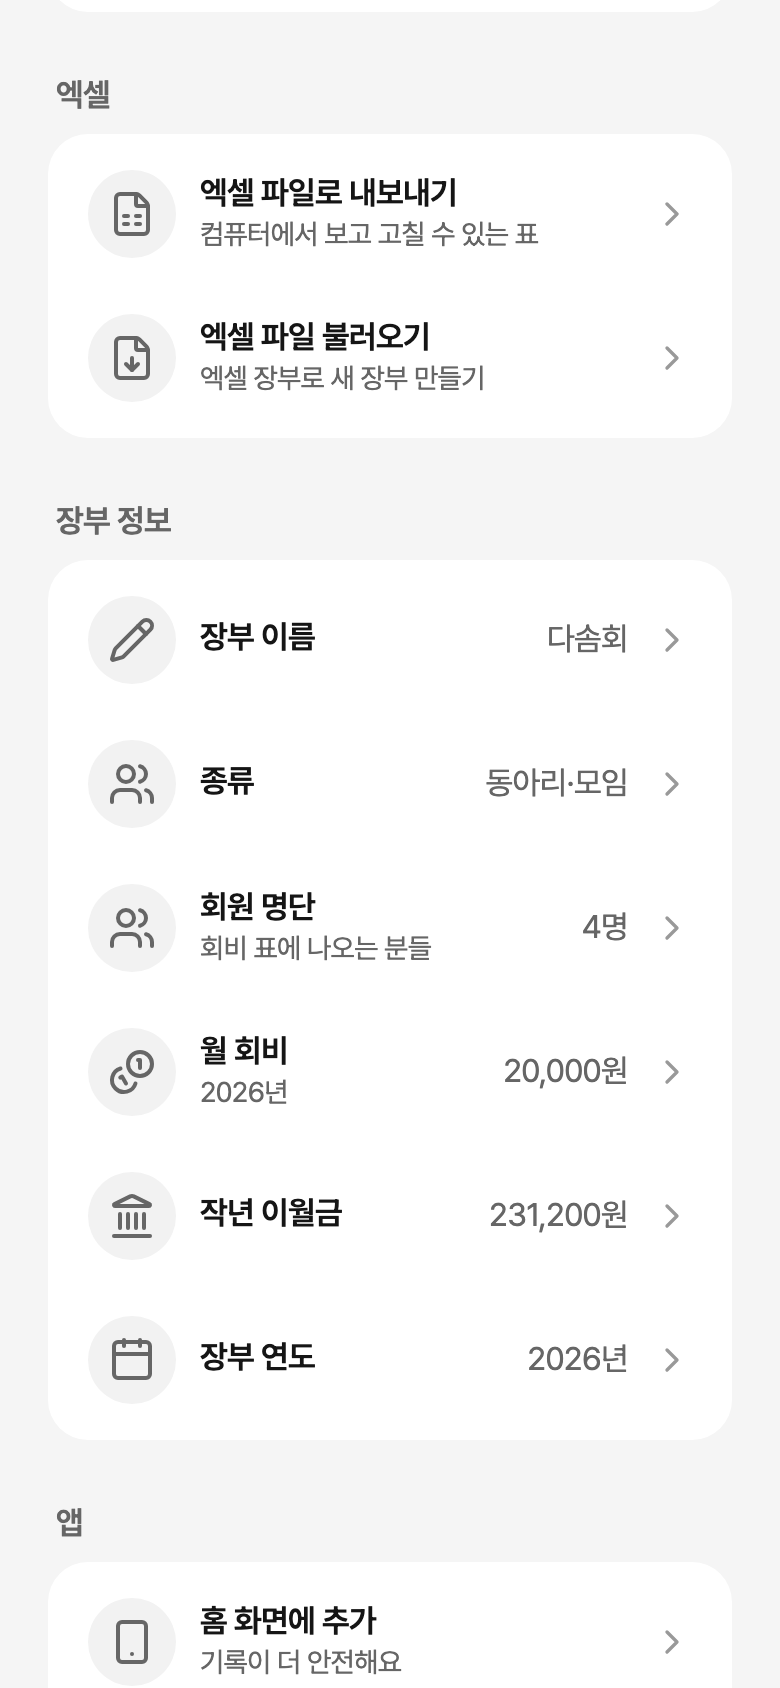 엑셀
엑셀 파일로 내보내기
컴퓨터에서 보고 고칠 수 있는 표
엑셀 파일 불러오기
엑셀 장부로 새 장부 만들기
장부 정보
장부 이름
다솜회
종류
동아리·모임
회원 명단
회비 표에 나오는 분들
4명
월 회비
2026년
20,000원
작년 이월금
231,200원
장부 연도
2026년
앱
홈 화면에 추가
기록이 더 안전해요